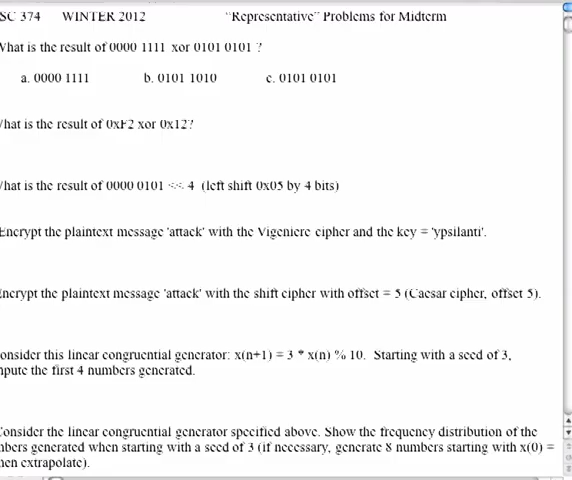 SC 374 WINTER 2012 "Representative" Problems for Midterm
What is the result of 0000 1111 xor 0101 0101 ?
a. 0000 1111 b. 0101 1010 c. 0101 0101
hat is the result of 0xF2 xor 0x12?
hat is the result of 0000 0101 << 4 (left shift 0x05 by 4 bits)
Encrypt the plaintext message 'attack' with the Vigeniere cipher and the key = 'ypsilanti'.
Encrypt the plaintext message 'attack' with the shift cipher with offset = 5 (Caesar cipher, offset 5).
onsider this linear congruential generator: x(n+1) = 3 * x(n) % 10. Starting with a seed of 3,
mpute the first 4 numbers generated.
Consider the linear congruential generator specified above. Show the frequency distribution of the
mbers generated when starting with a seed of 3 (if necessary, generate 8 numbers starting with x(0) =
hen extrapolate).